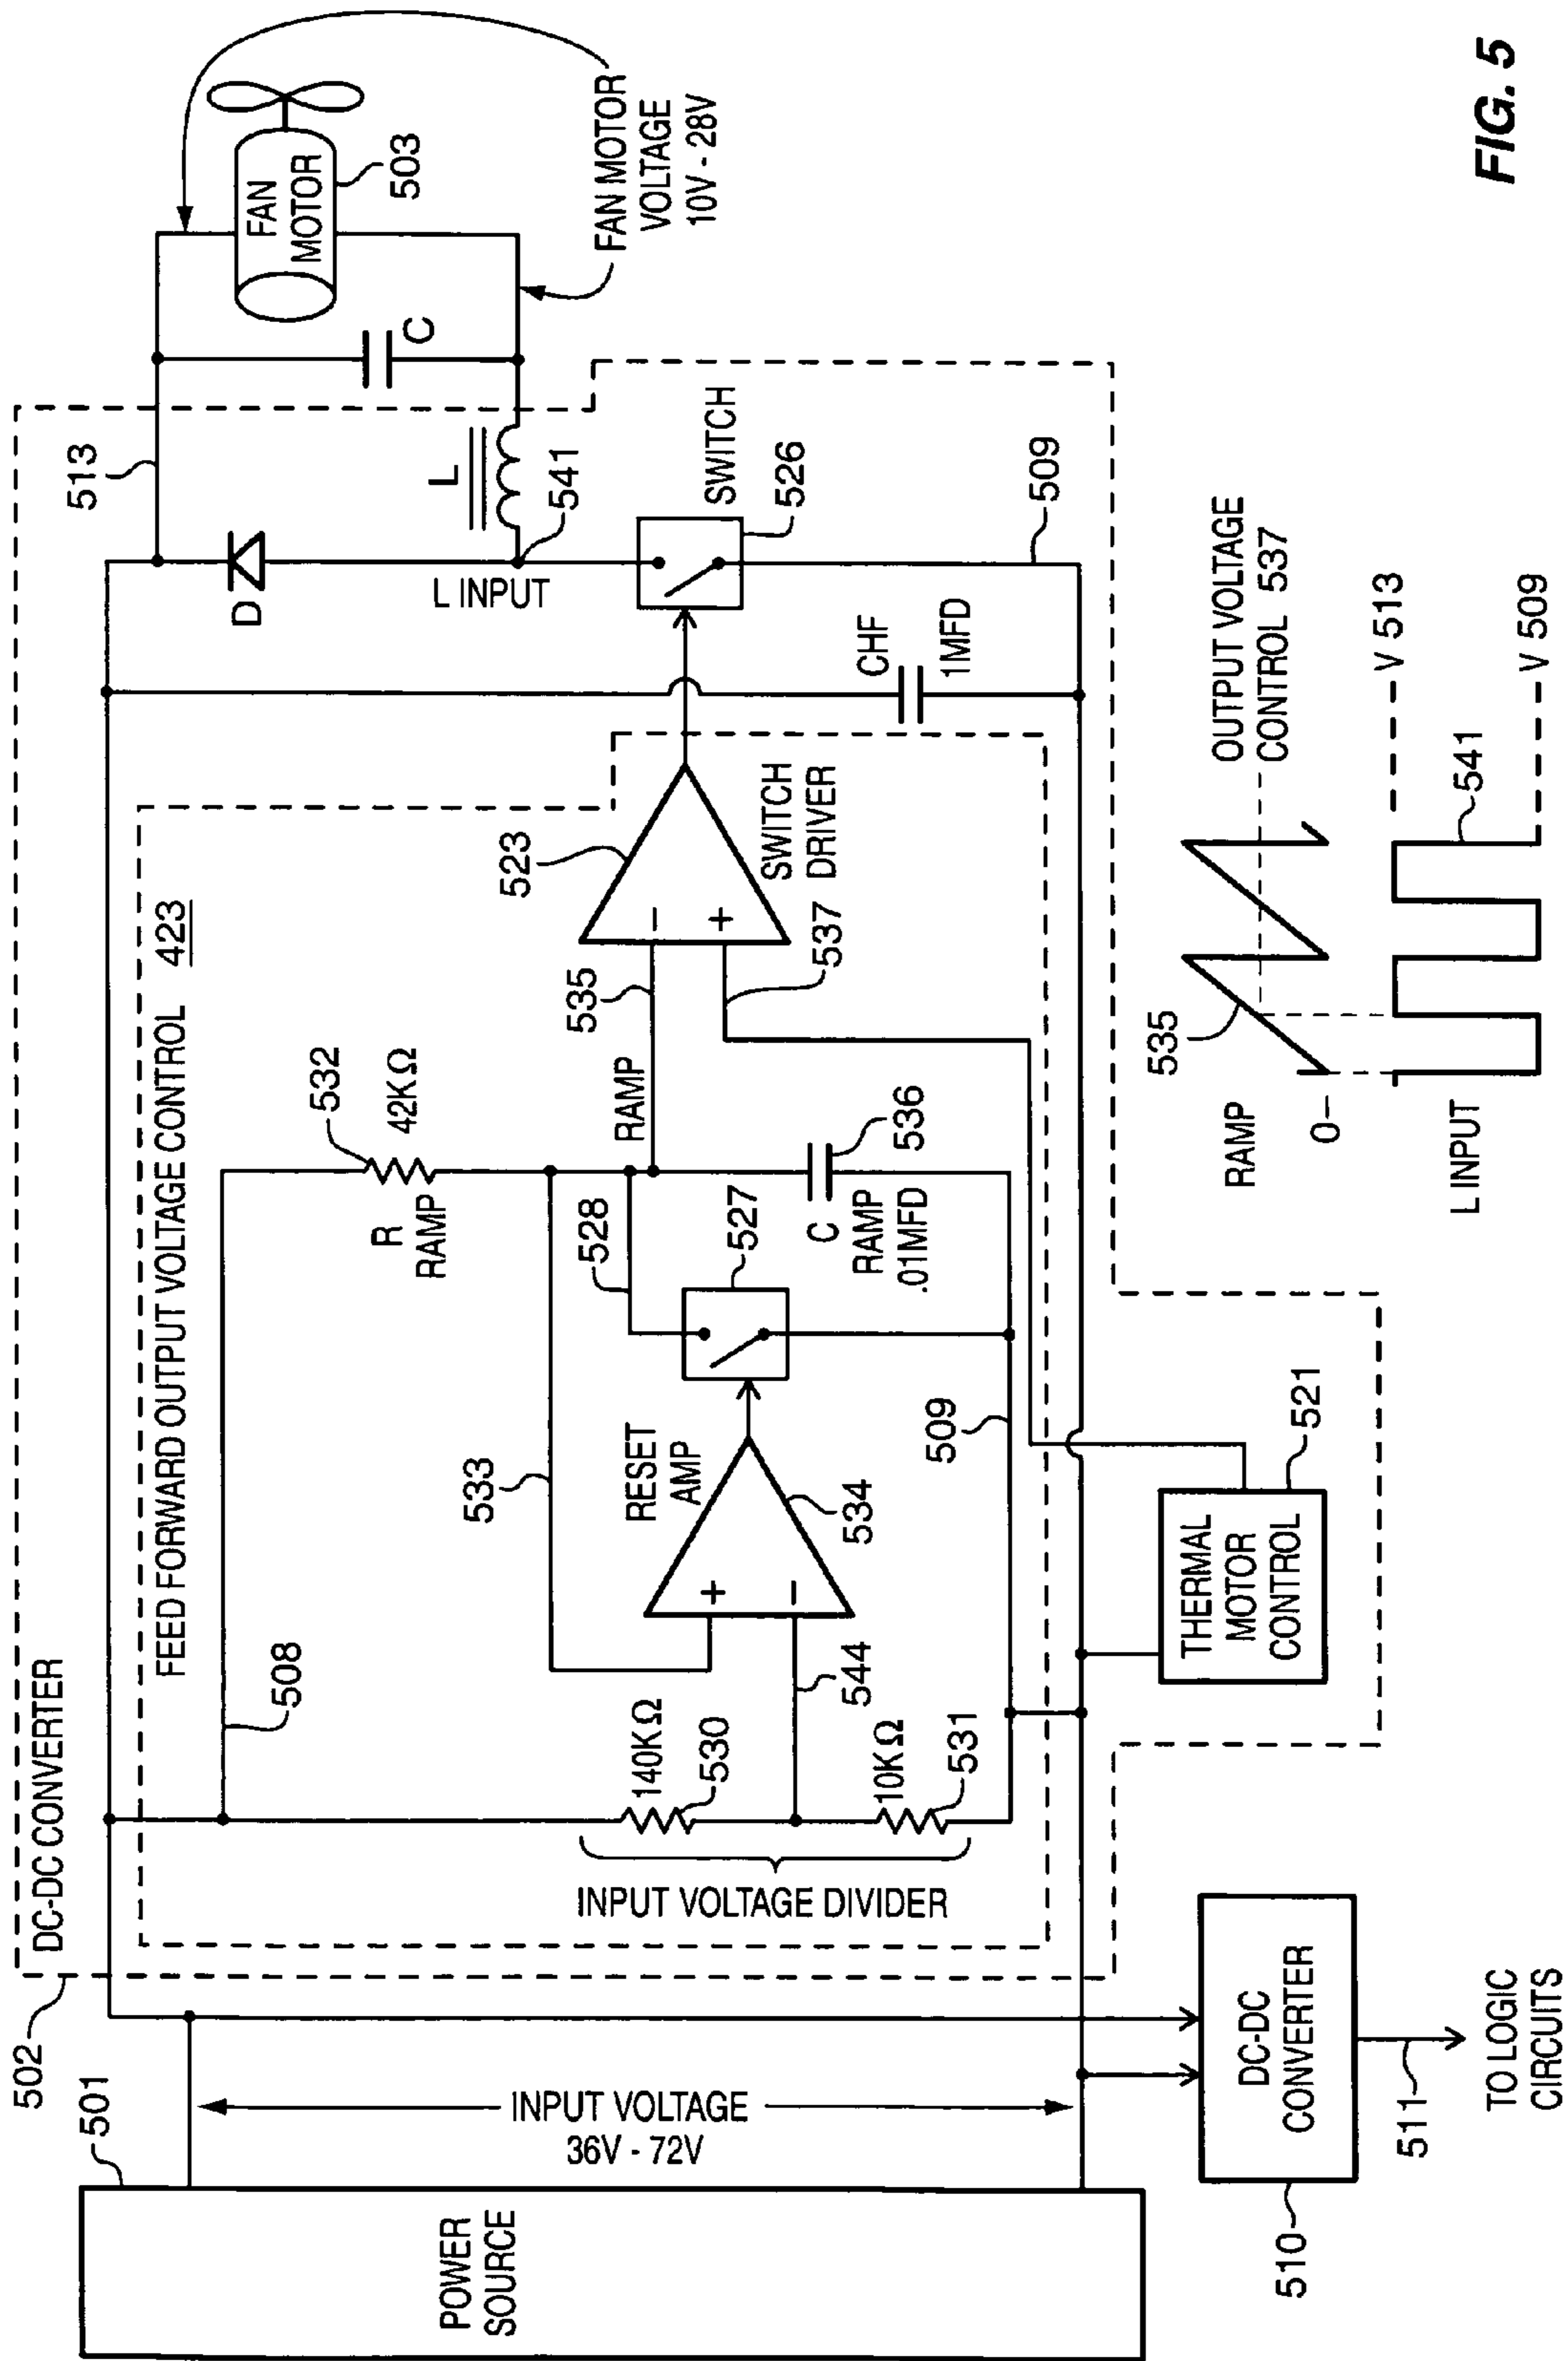 502
DC-DC CONVERTER
FEED FORWARD OUTPUT VOLTAGE CONTROL 423
501
POWER
SOURCE
INPUT VOLTAGE
36V - 72V
508
140KΩ
530
10KΩ
531
INPUT VOLTAGE DIVIDER
533
544
RESET
AMP
+
−
534
509
528
527
532
42KΩ
R
RAMP
RAMP
C
RAMP
.01MFD
536
535
537
523
−
+
SWITCH
DRIVER
CHF
1MFD
D
L INPUT
541
L
513
SWITCH
526
509
C
FAN
MOTOR
503
FAN MOTOR
VOLTAGE
10V - 28V
THERMAL
MOTOR
CONTROL
521
DC-DC
CONVERTER
510
511
TO LOGIC
CIRCUITS
RAMP
0
535
OUTPUT VOLTAGE
CONTROL 537
L INPUT
541
V 513
V 509
FIG. 5